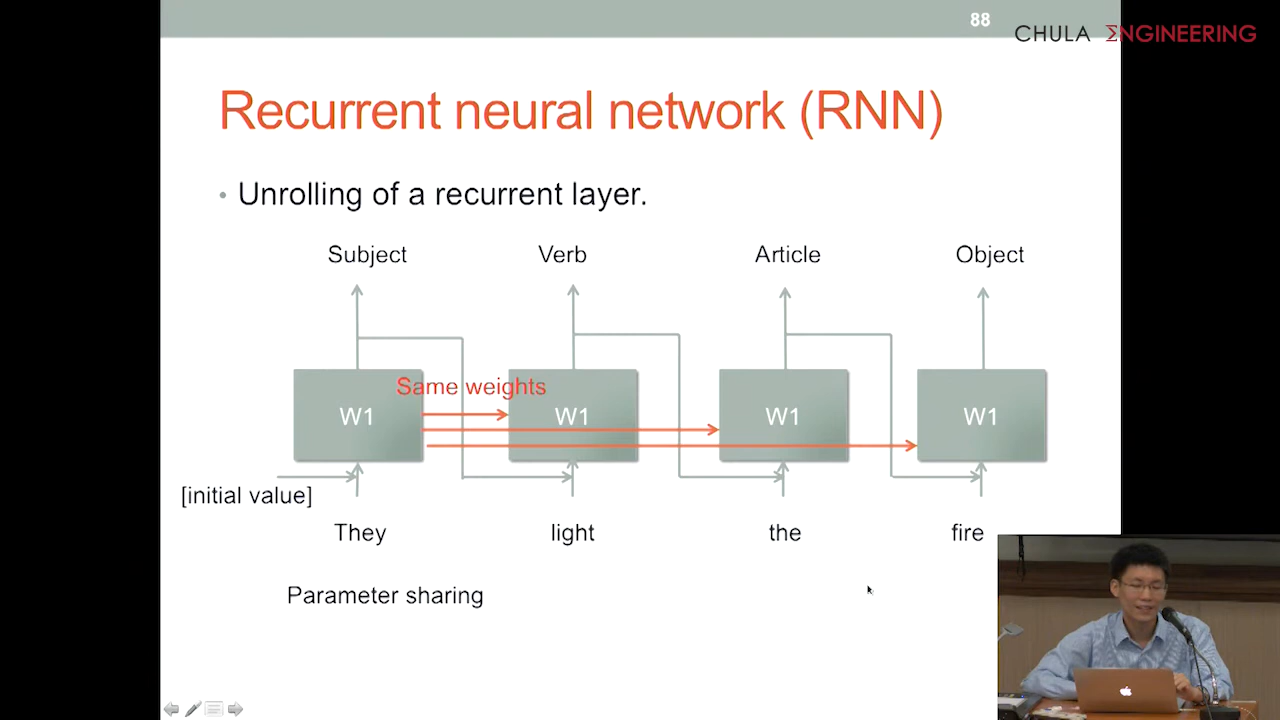 88
CHULA ΣNGINEERING
Recurrent neural network (RNN)
• Unrolling of a recurrent layer.
Subject Verb Article Object
Same weights
W1 W1 W1 W1
[initial value]
They light the fire
Parameter sharing